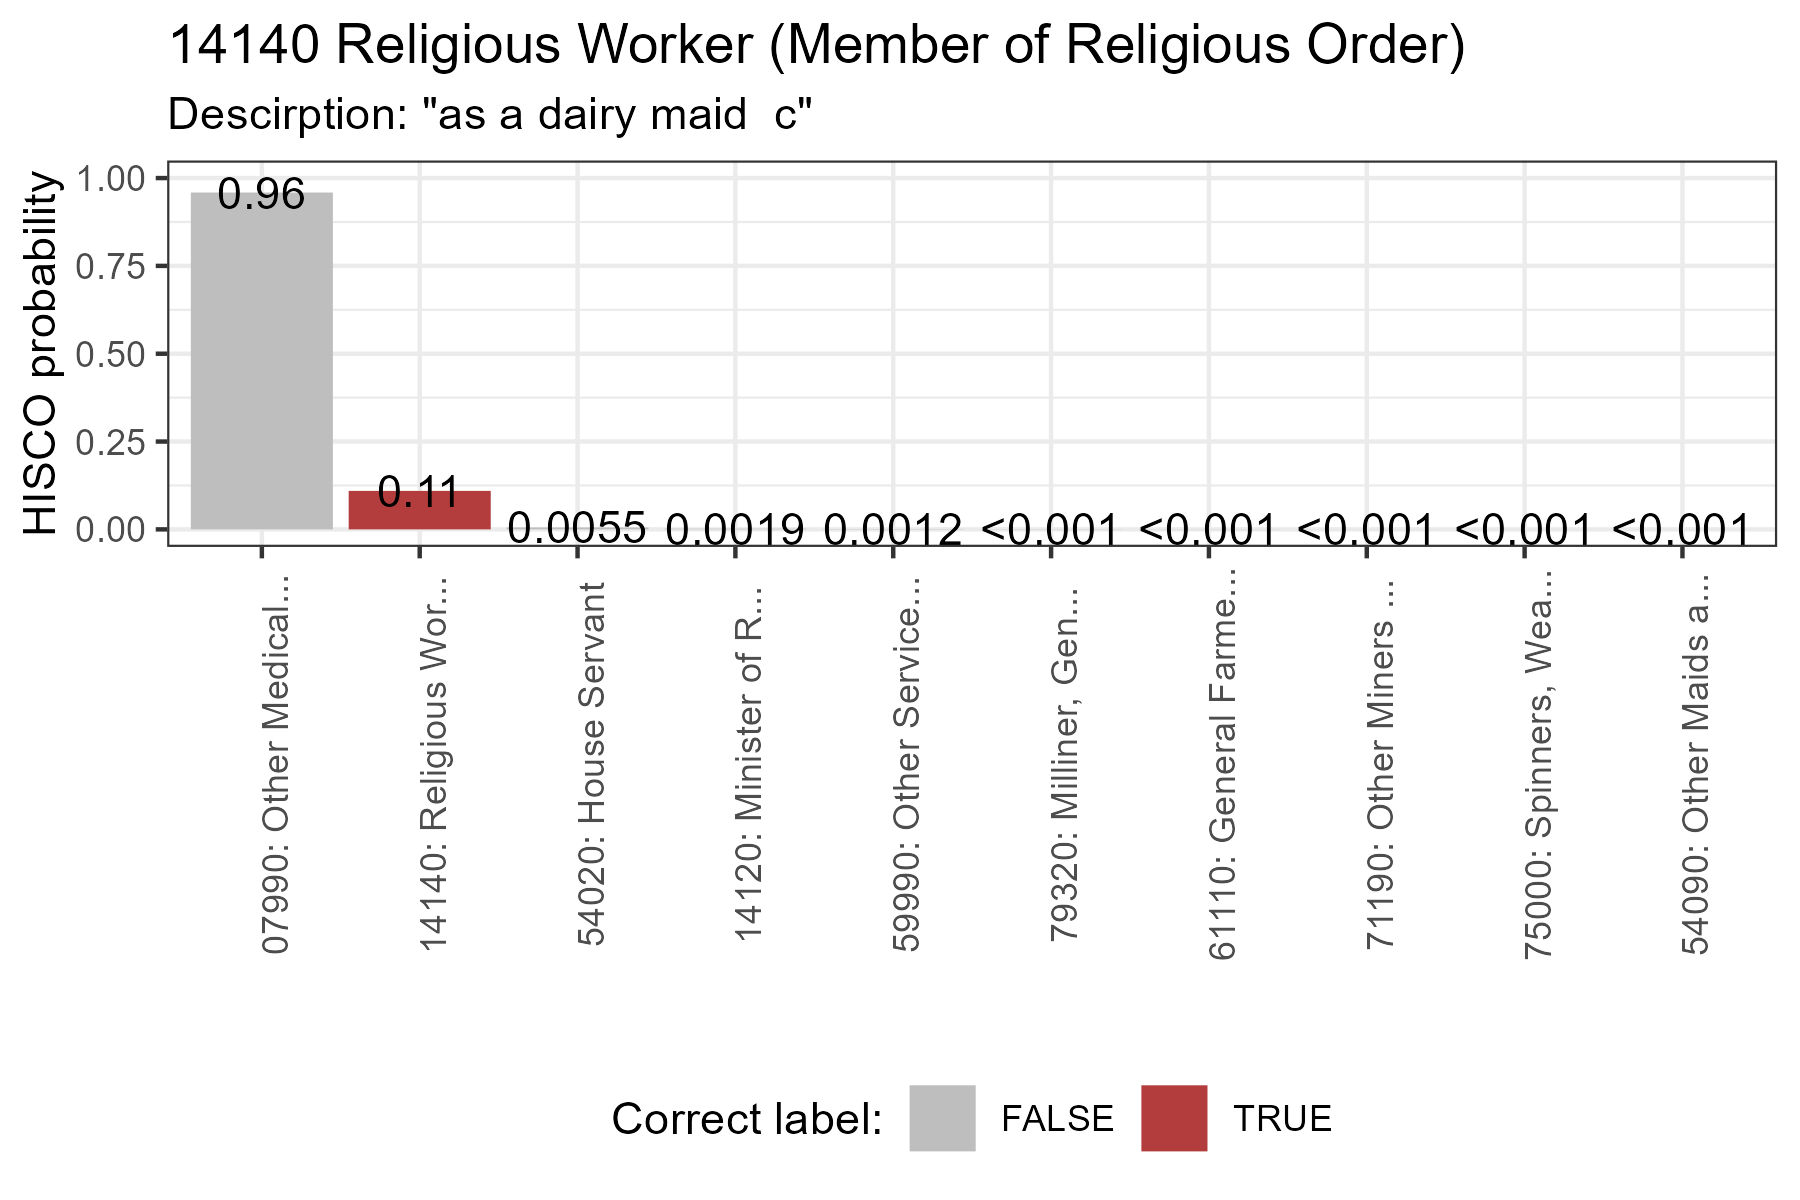 14140 Religious Worker (Member of Religious Order)
Descirption: "as a dairy maid  c"
HISCO probability
1.00
0.75
0.50
0.25
0.00
0.96
0.11
0.0055
0.0019
0.0012
<0.001
<0.001
<0.001
<0.001
<0.001
07990: Other Medical...
14140: Religious Wor...
54020: House Servant
14120: Minister of R...
59990: Other Service...
79320: Milliner, Gen...
61110: General Farme...
71190: Other Miners ...
75000: Spinners, Wea...
54090: Other Maids a...
Correct label: FALSE TRUE